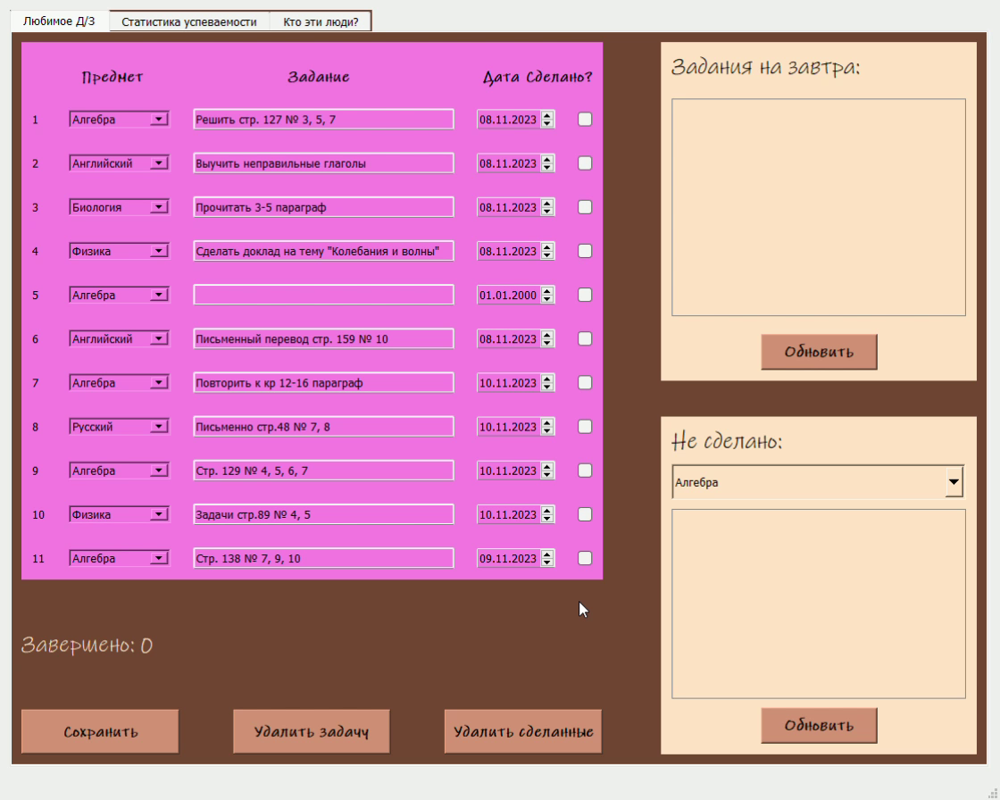 Любимое Д/З Статистика успеваемости Кто эти люди?
Предмет Задание Дата Сделано?
1 Алгебра Решить стр. 127 № 3, 5, 7 08.11.2023
2 Английский Выучить неправильные глаголы 08.11.2023
3 Биология Прочитать 3-5 параграф 08.11.2023
4 Физика Сделать доклад на тему "Колебания и волны" 08.11.2023
5 Алгебра 01.01.2000
6 Английский Письменный перевод стр. 159 № 10 08.11.2023
7 Алгебра Повторить к кр 12-16 параграф 10.11.2023
8 Русский Письменно стр.48 № 7, 8 10.11.2023
9 Алгебра Стр. 129 № 4, 5, 6, 7 10.11.2023
10 Физика Задачи стр.89 № 4, 5 10.11.2023
11 Алгебра Стр. 138 № 7, 9, 10 09.11.2023
Завершено: 0
Сохранить Удалить задачу Удалить сделанные
Задания на завтра:
Обновить
Не сделано:
Алгебра
Обновить